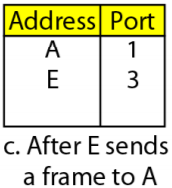 Address Port
A 1
E 3
c. After E sends
a frame to A